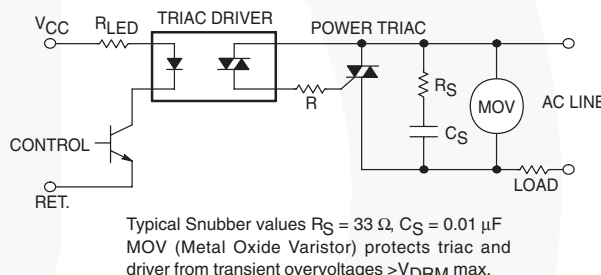 TRIAC DRIVER
POWER TRIAC
VCC
RLED
R
RS
CS
MOV
AC LINE
CONTROL
RET.
LOAD
Typical Snubber values RS = 33 Ω, CS = 0.01 μF
MOV (Metal Oxide Varistor) protects triac and
driver from transient overvoltages >VDRM max.